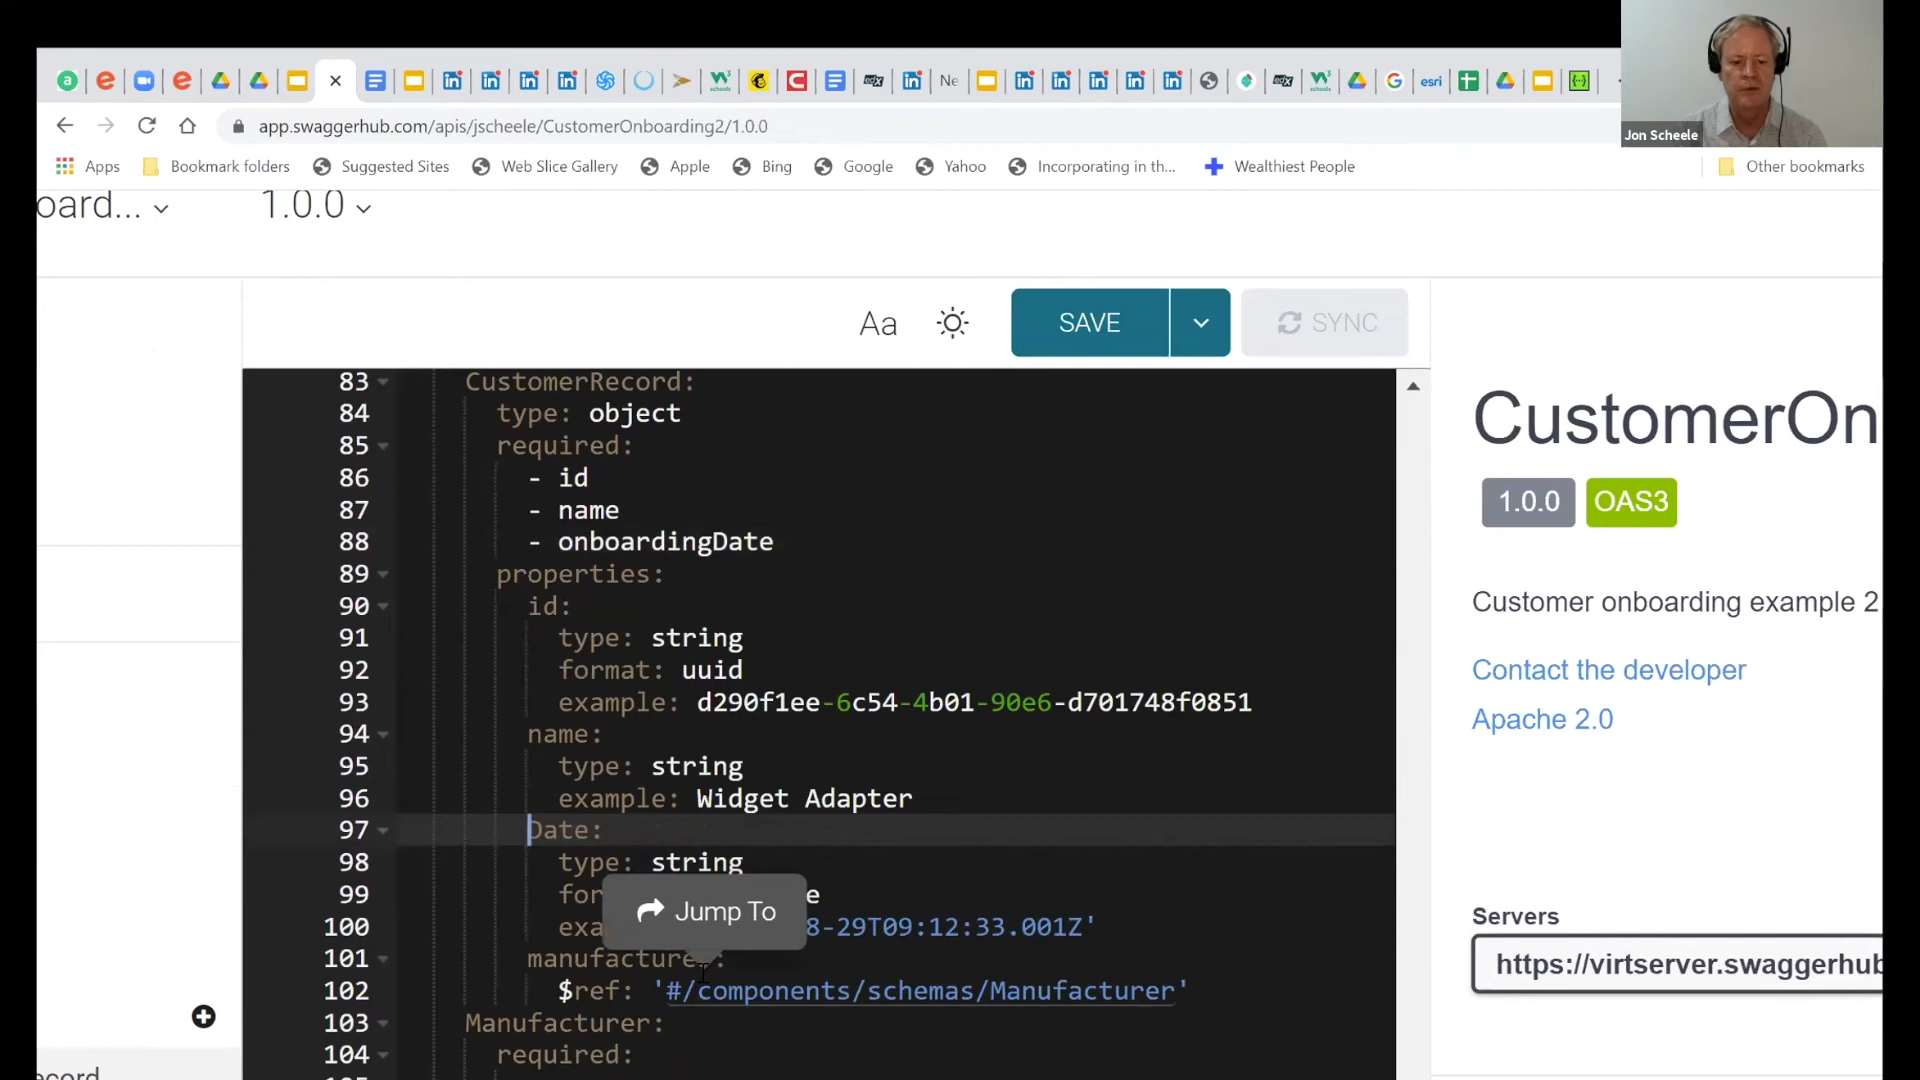 Ne
esri
app.swaggerhub.com/apis/jscheele/CustomerOnboarding2/1.0.0
Jon Scheele
Apps Bookmark folders Suggested Sites Web Slice Gallery Apple Bing Google Yahoo Incorporating in th... Wealthiest People Other bookmarks
oard... 1.0.0
Aa SAVE SYNC
83 CustomerRecord:
84 type: object
85 required:
86 - id
87 - name
88 - onboardingDate
89 properties:
90 id:
91 type: string
92 format: uuid
93 example: d290f1ee-6c54-4b01-90e6-d701748f0851
94 name:
95 type: string
96 example: Widget Adapter
97 Date:
98 type: string
99 for e
100 exa 8-29T09:12:33.001Z'
Jump To
101 manufacturer:
102 $ref: '#/components/schemas/Manufacturer'
103 Manufacturer:
104 required:
CustomerOn
1.0.0 OAS3
Customer onboarding example 2
Contact the developer
Apache 2.0
Servers
https://virtserver.swaggerhub